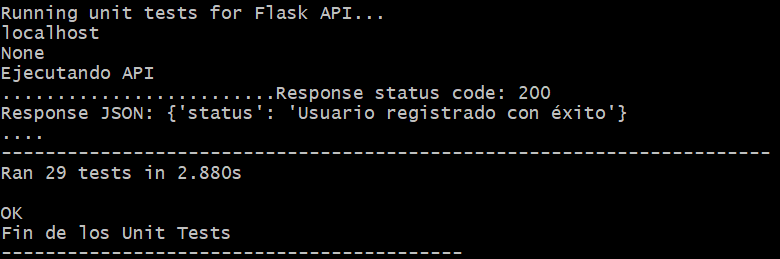 Running unit tests for Flask API...
localhost
None
Ejecutando API
.........................Response status code: 200
Response JSON: {'status': 'Usuario registrado con éxito'}
....
----------------------------------------------------------------------
Ran 29 tests in 2.880s

OK
Fin de los Unit Tests
------------------------------------------